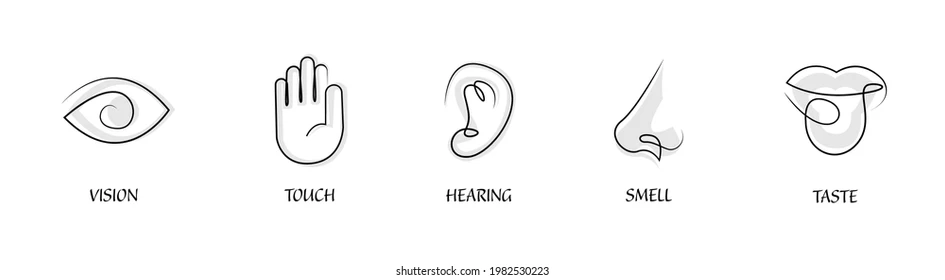 VISION
TOUCH
HEARING
SMELL
TASTE
shutterstock.com · 1982530223